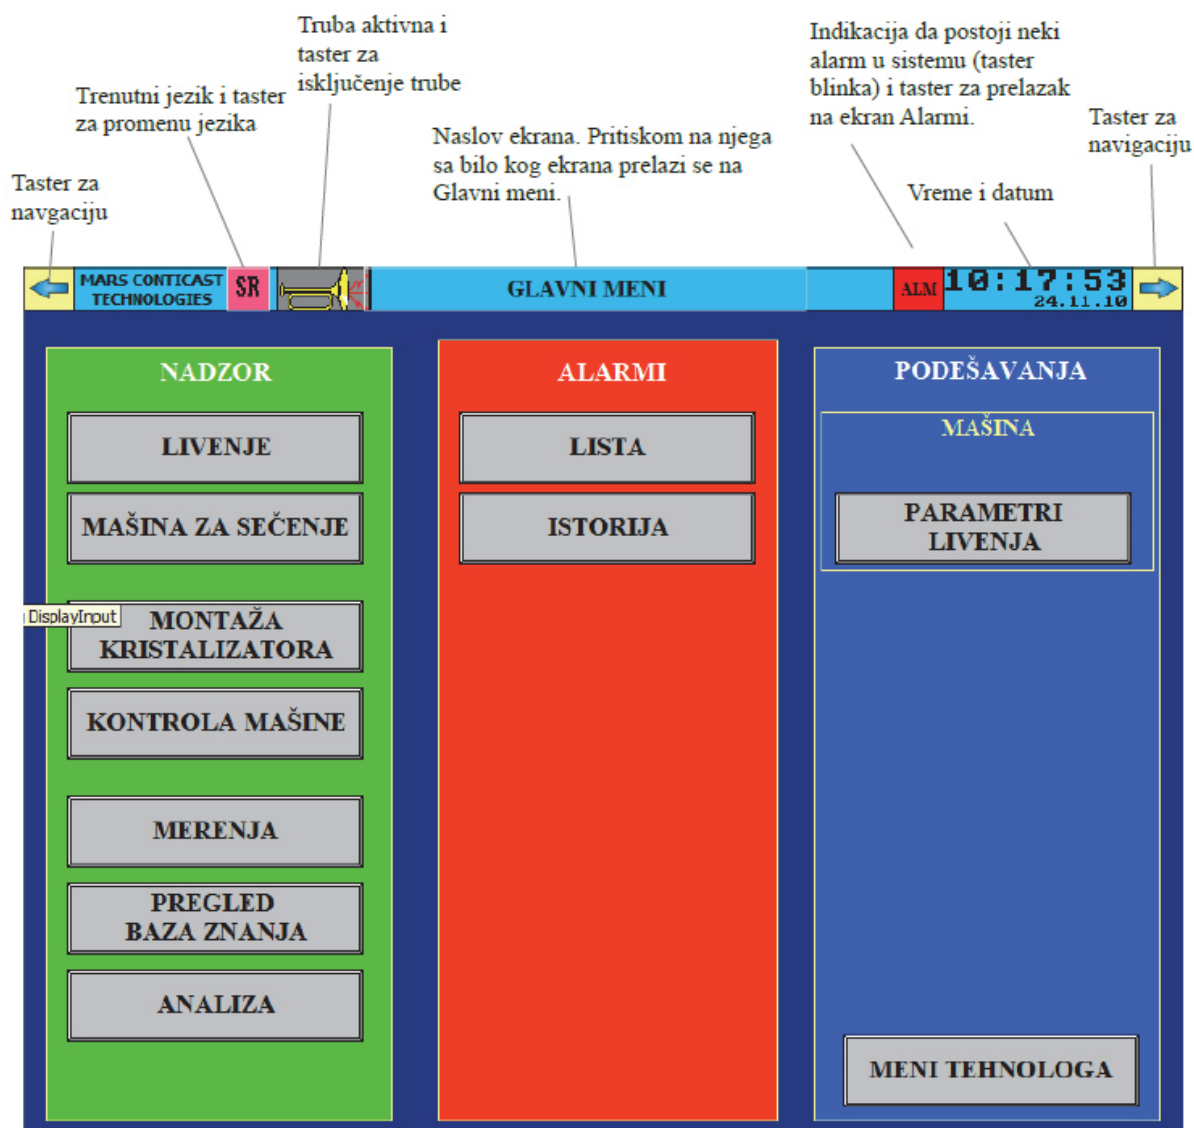 Truba aktivna i
taster za
isključenje trube
Indikacija da postoji neki
alarm u sistemu (taster
blinka) i taster za prelazak
na ekran Alarmi.
Trenutni jezik i taster
za promenu jezika
Naslov ekrana. Pritiskom na njega
sa bilo kog ekrana prelazi se na
Glavni meni.
Taster za
navigaciju
Taster za
navgaciju
Vreme i datum
MARS CONTICAST
TECHNOLOGIES
SR
GLAVNI MENI
ALM
10:17:53
24.11.10
NADZOR
LIVENJE
MAŠINA ZA SEČENJE
DisplayInput
MONTAŽA
KRISTALIZATORA
KONTROLA MAŠINE
MERENJA
PREGLED
BAZA ZNANJA
ANALIZA
ALARMI
LISTA
ISTORIJA
PODEŠAVANJA
MAŠINA
PARAMETRI
LIVENJA
MENI TEHNOLOGA